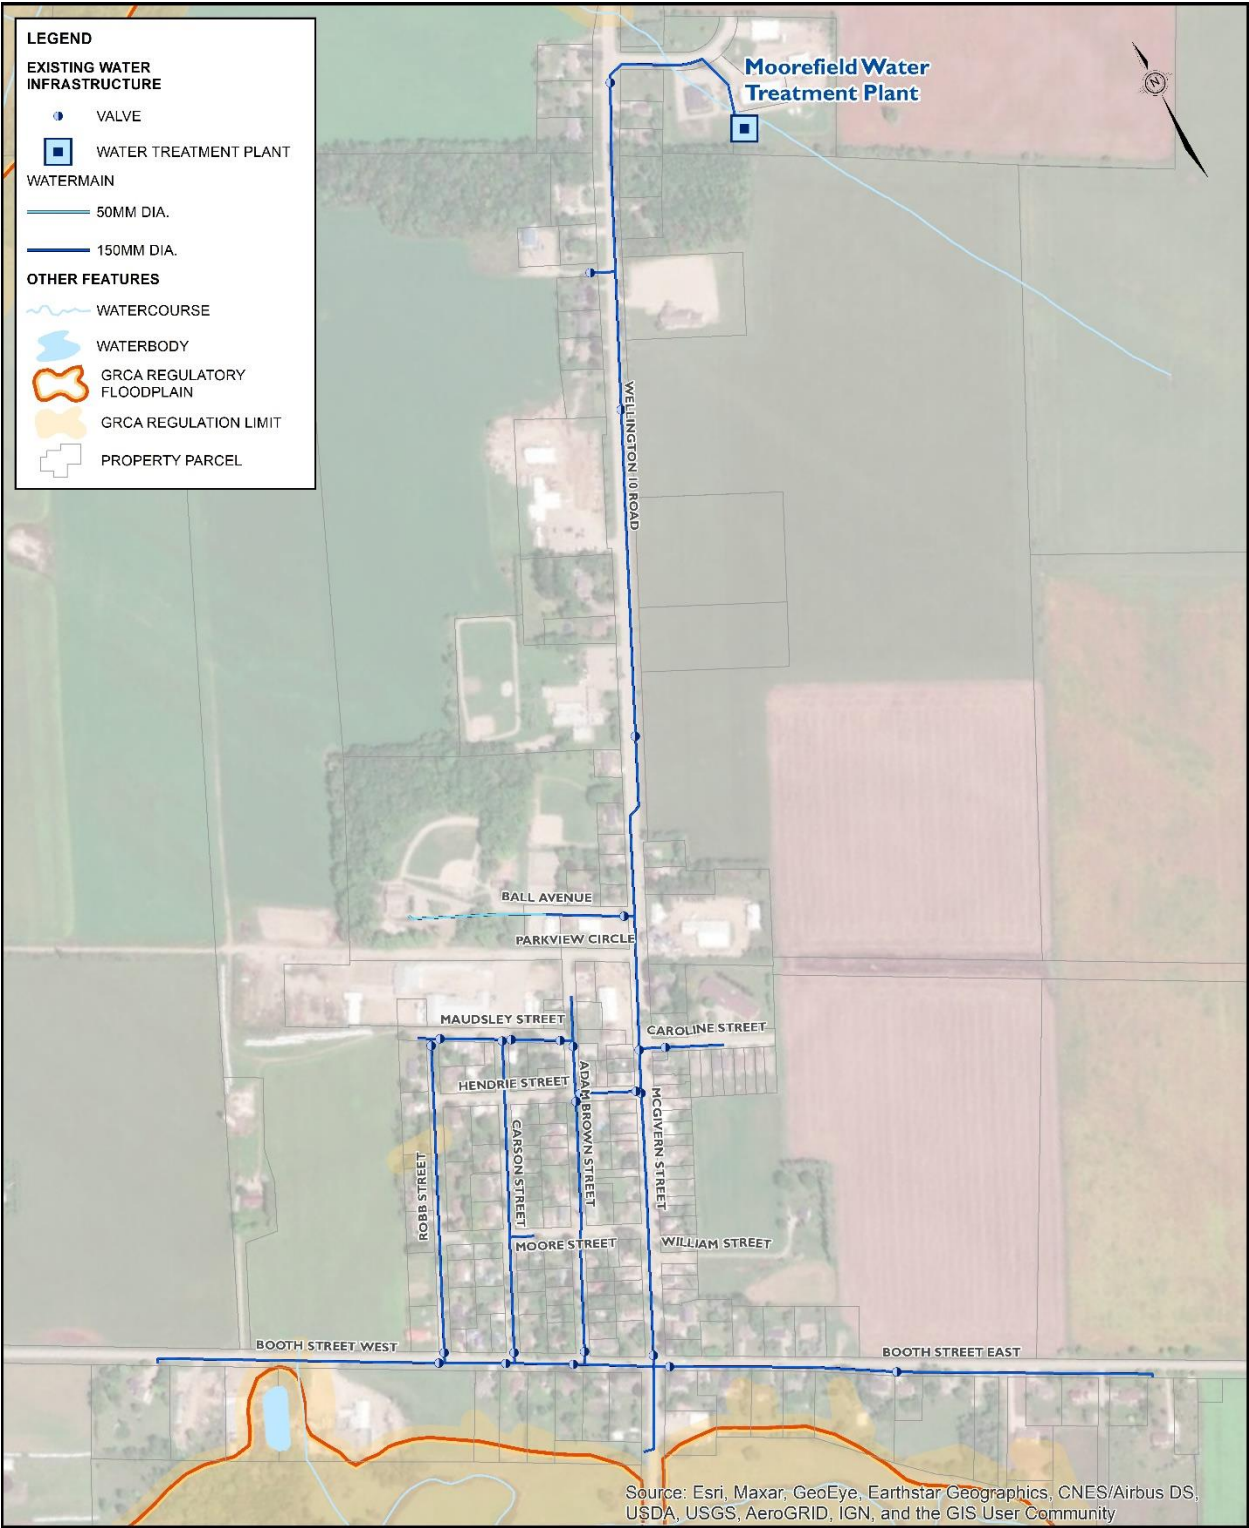 LEGEND
EXISTING WATER
INFRASTRUCTURE
VALVE
WATER TREATMENT PLANT
WATERMAIN
50MM DIA.
150MM DIA.
OTHER FEATURES
WATERCOURSE
WATERBODY
GRCA REGULATORY
FLOODPLAIN
GRCA REGULATION LIMIT
PROPERTY PARCEL
Moorefield Water
Treatment Plant
N
WELLINGTON 10 ROAD
BALL AVENUE
PARKVIEW CIRCLE
MAUDSLEY STREET
CAROLINE STREET
HENDRIE STREET
ADAM BROWN STREET
MCGIVERN STREET
CARSON STREET
ROBB STREET
MOORE STREET
WILLIAM STREET
BOOTH STREET WEST
BOOTH STREET EAST
Source: Esri, Maxar, GeoEye, Earthstar Geographics, CNES/Airbus DS,
USDA, USGS, AeroGRID, IGN, and the GIS User Community